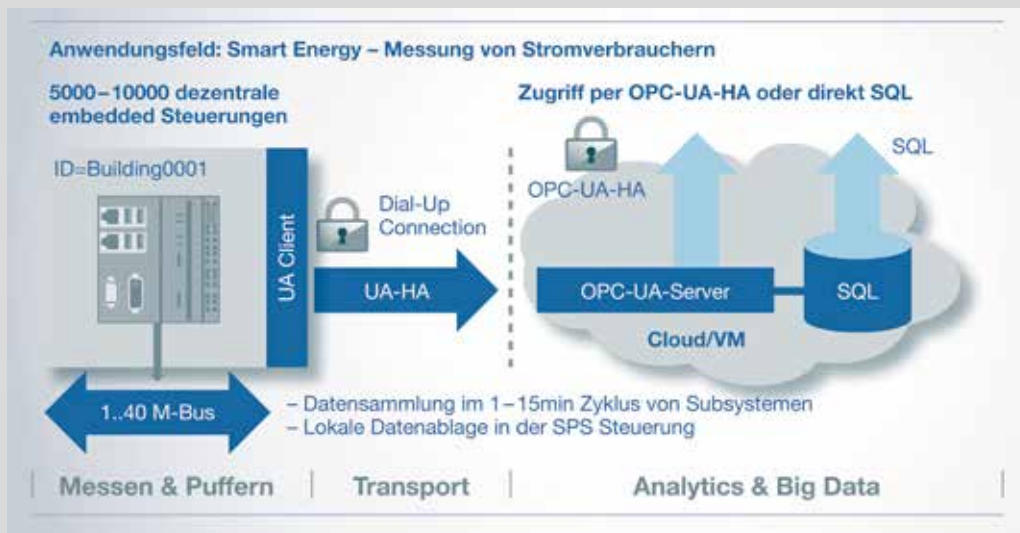 Anwendungsfeld: Smart Energy – Messung von Stromverbrauchern
5000–10000 dezentrale
embedded Steuerungen
Zugriff per OPC-UA-HA oder direkt SQL
ID=Building0001
UA Client
Dial-Up
Connection
UA-HA
OPC-UA-HA
SQL
OPC-UA-Server
SQL
Cloud/VM
1..40 M-Bus
– Datensammlung im 1–15min Zyklus von Subsystemen
– Lokale Datenablage in der SPS Steuerung
Messen & Puffern
Transport
Analytics & Big Data